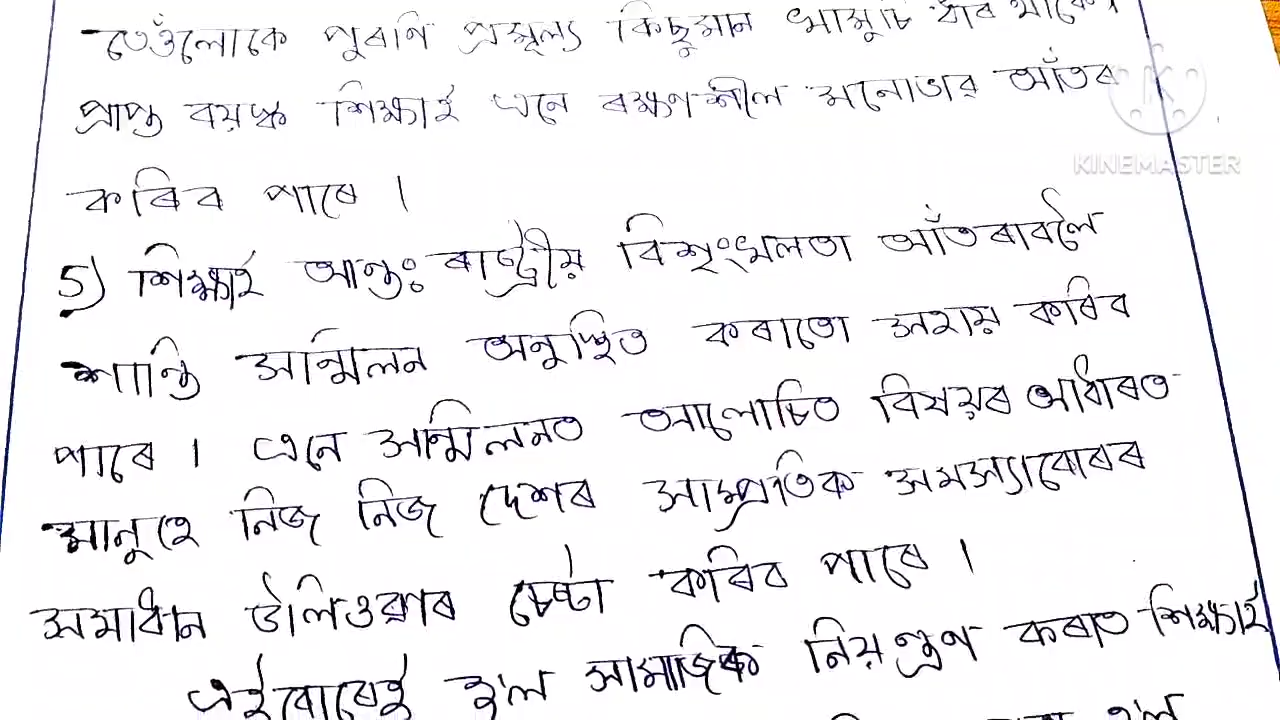 তেওঁলোকে পুৰণি প্ৰমূল্য কিছুমান খামুচি ধৰি থাকে।
প্ৰাপ্ত বয়স্ক শিক্ষাই এনে ৰক্ষণশীল মনোভাৱ আঁতৰ
কৰিব পাৰে ।
5) শিক্ষাই আন্তঃ ৰাষ্ট্ৰীয় বিশৃংখলতা আঁতৰাবলৈ
শান্তি সন্মিলন অনুস্থিত কৰাতো সহায় কৰিব
পাৰে । এনে সন্মিলনত আলোচিত বিষয়ৰ আধাৰত
মানুহে নিজ নিজ দেশৰ সাম্প্ৰতিক সমস্যাবোৰৰ
সমাধান উলিওৱাৰ চেষ্টা কৰিব পাৰে ।
এইবোৰেই হ'ল সামাজিক নিয়ন্ত্ৰণ কৰাত শিক্ষাই
হ'ল
KINEMASTER